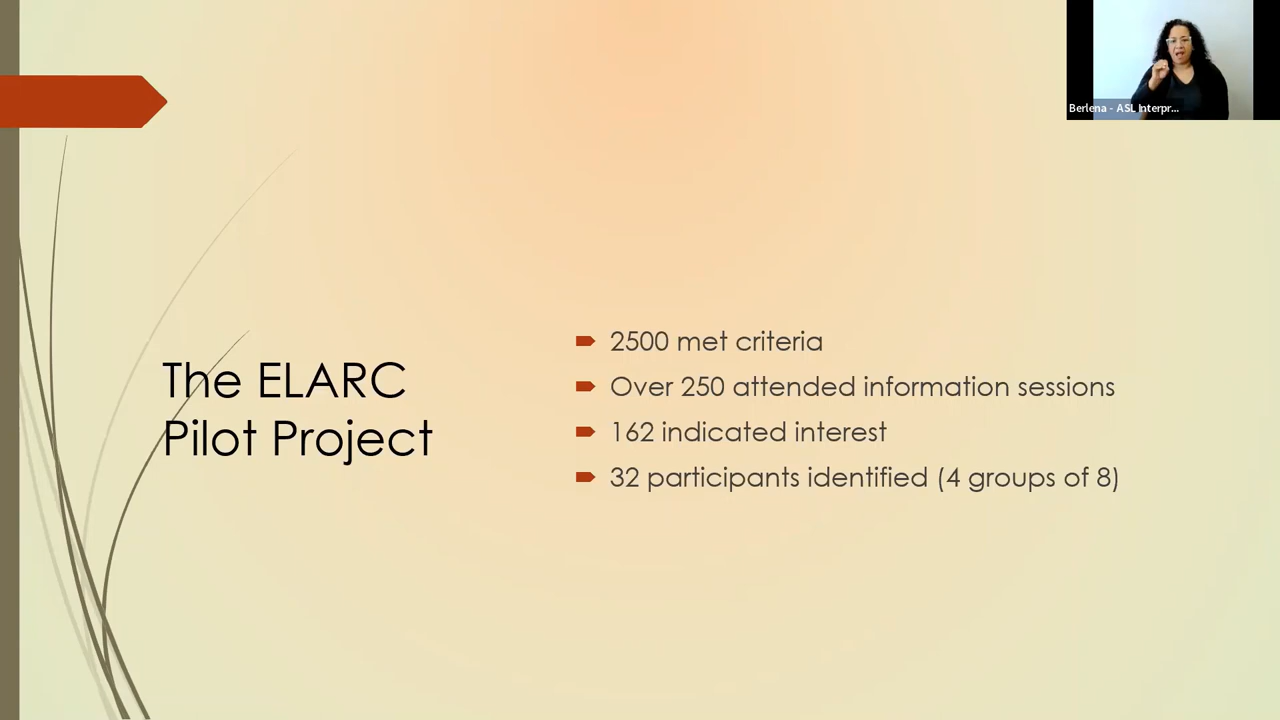 Berlena - ASL Interpr...
The ELARC
Pilot Project
2500 met criteria
Over 250 attended information sessions
162 indicated interest
32 participants identified (4 groups of 8)